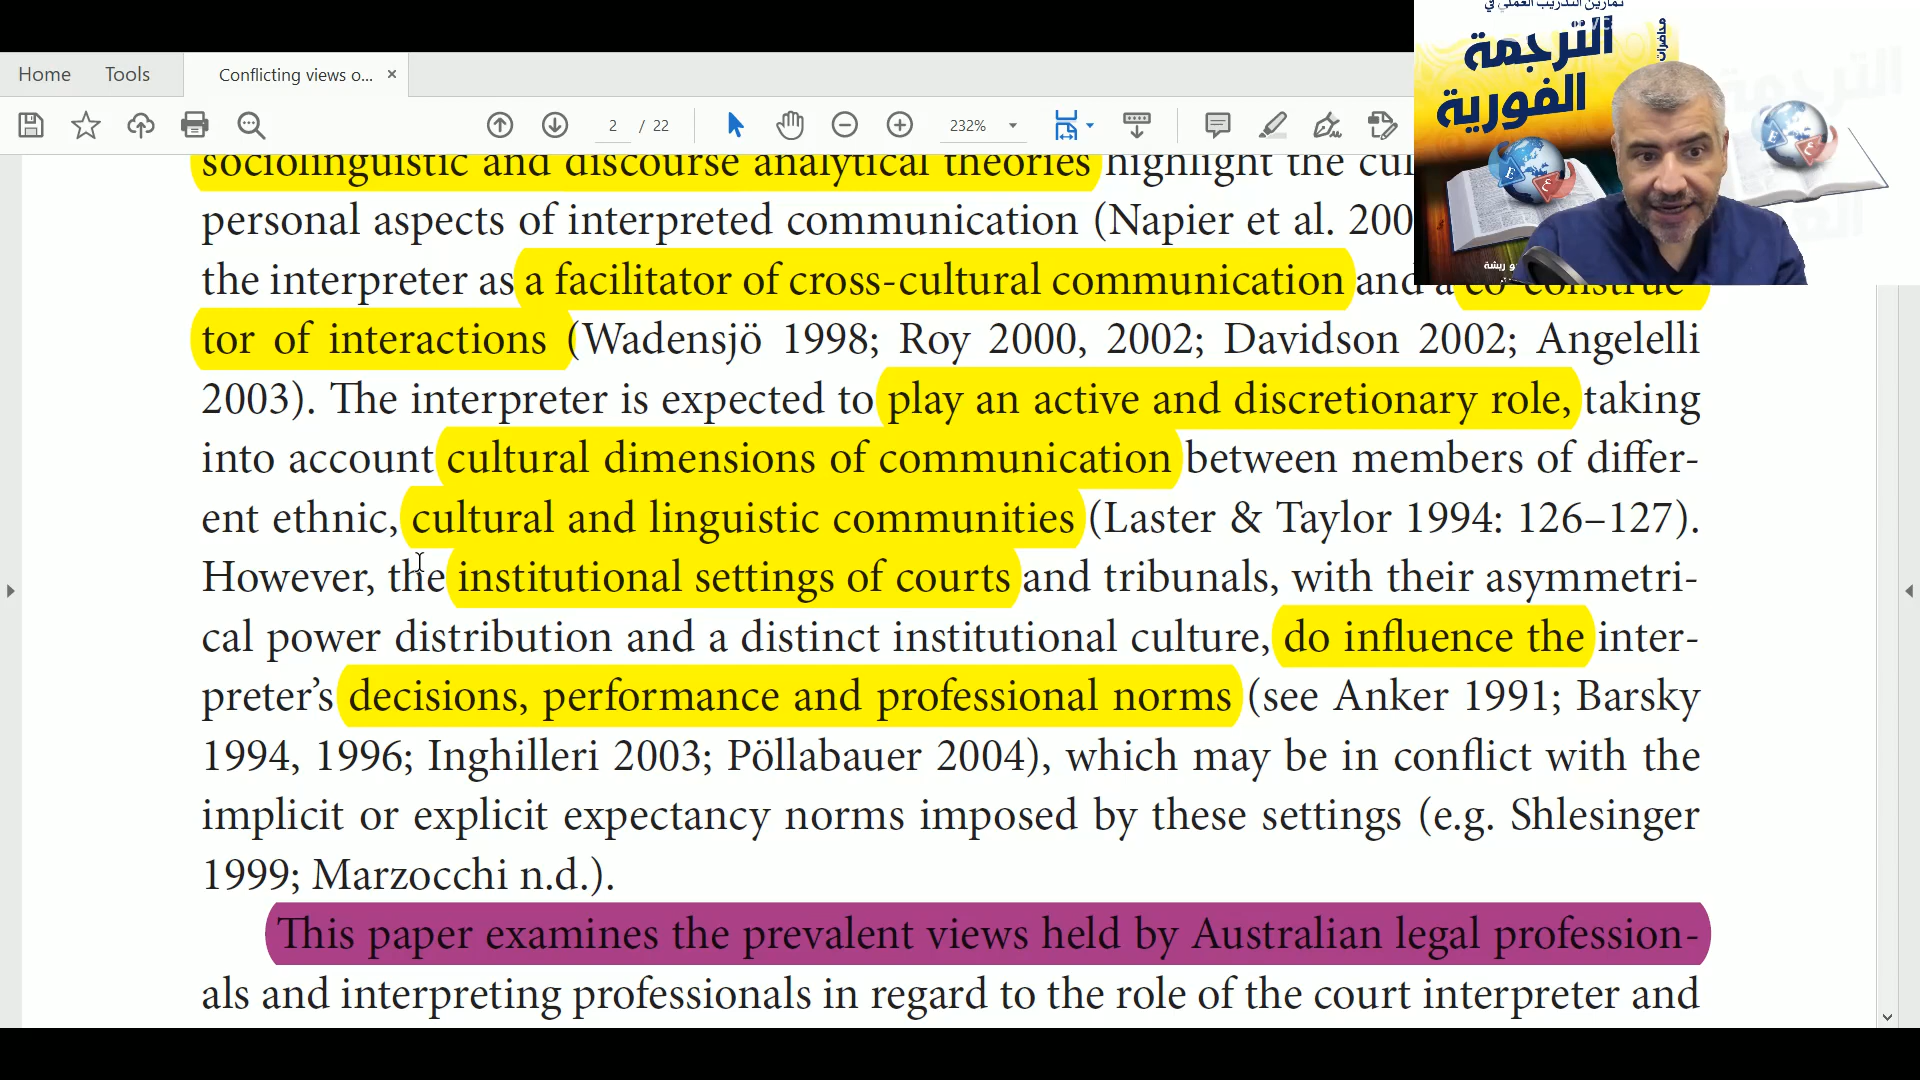 Home Tools Conflicting views o... ×
2 / 22 232%
تمارين التدريب العملي في
محاضرات
الترجمة
الفورية
E ع
E ع
sociolinguistic and discourse analytical theories highlight the cul
personal aspects of interpreted communication (Napier et al. 200
the interpreter as a facilitator of cross-cultural communication and a co-construc-
tor of interactions (Wadensjö 1998; Roy 2000, 2002; Davidson 2002; Angelelli
2003). The interpreter is expected to play an active and discretionary role, taking
into account cultural dimensions of communication between members of differ-
ent ethnic, cultural and linguistic communities (Laster & Taylor 1994: 126–127).
However, the institutional settings of courts and tribunals, with their asymmetri-
cal power distribution and a distinct institutional culture, do influence the inter-
preter’s decisions, performance and professional norms (see Anker 1991; Barsky
1994, 1996; Inghilleri 2003; Pöllabauer 2004), which may be in conflict with the
implicit or explicit expectancy norms imposed by these settings (e.g. Shlesinger
1999; Marzocchi n.d.).
This paper examines the prevalent views held by Australian legal profession-
als and interpreting professionals in regard to the role of the court interpreter and